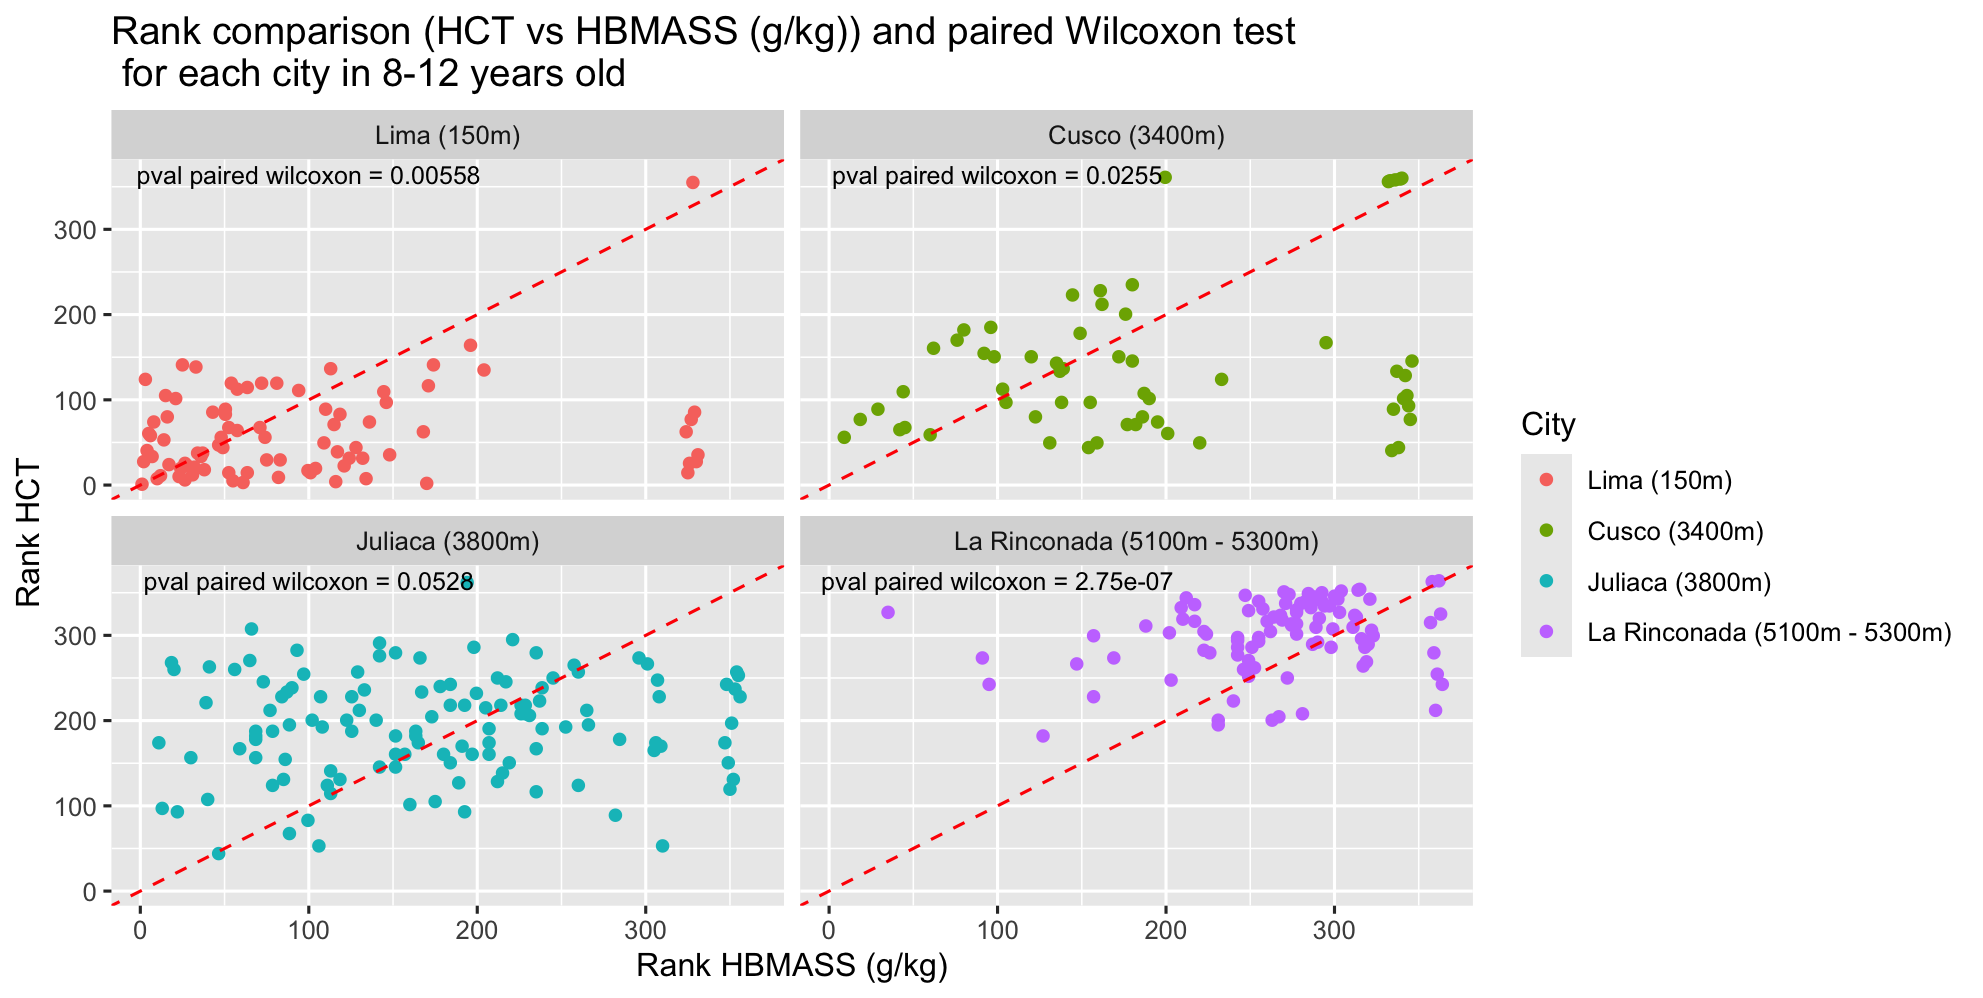 Rank comparison (HCT vs HBMASS (g/kg)) and paired Wilcoxon test
for each city in 8-12 years old
Lima (150m)
Cusco (3400m)
pval paired wilcoxon = 0.00558
pval paired wilcoxon = 0.0255
300
200
100
0
Juliaca (3800m)
La Rinconada (5100m - 5300m)
pval paired wilcoxon = 0.0528
pval paired wilcoxon = 2.75e-07
300
200
100
0
0 100 200 300
0 100 200 300
Rank HBMASS (g/kg)
Rank HCT
City
Lima (150m)
Cusco (3400m)
Juliaca (3800m)
La Rinconada (5100m - 5300m)